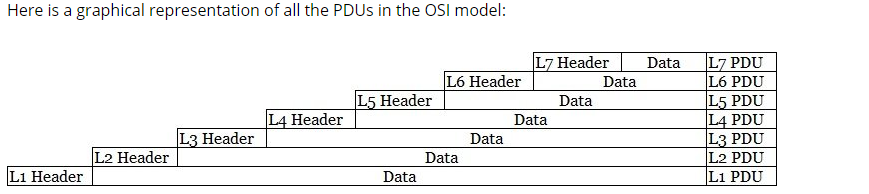 Here is a graphical representation of all the PDUs in the OSI model:
L7 Header Data L7 PDU
L6 Header Data L6 PDU
L5 Header Data L5 PDU
L4 Header Data L4 PDU
L3 Header Data L3 PDU
L2 Header Data L2 PDU
L1 Header Data L1 PDU